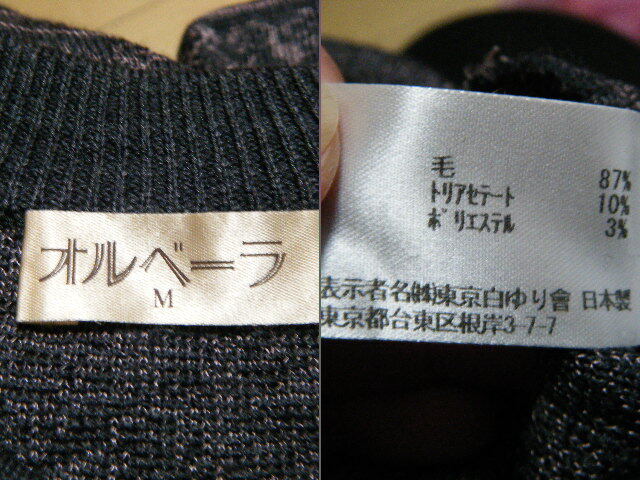 オルベーラ
M
毛 87%
トリアセテート 10%
ポリエステル 3%
表示者名㈱東京白ゆり會 日本製
東京都台東区根岸3-7-7